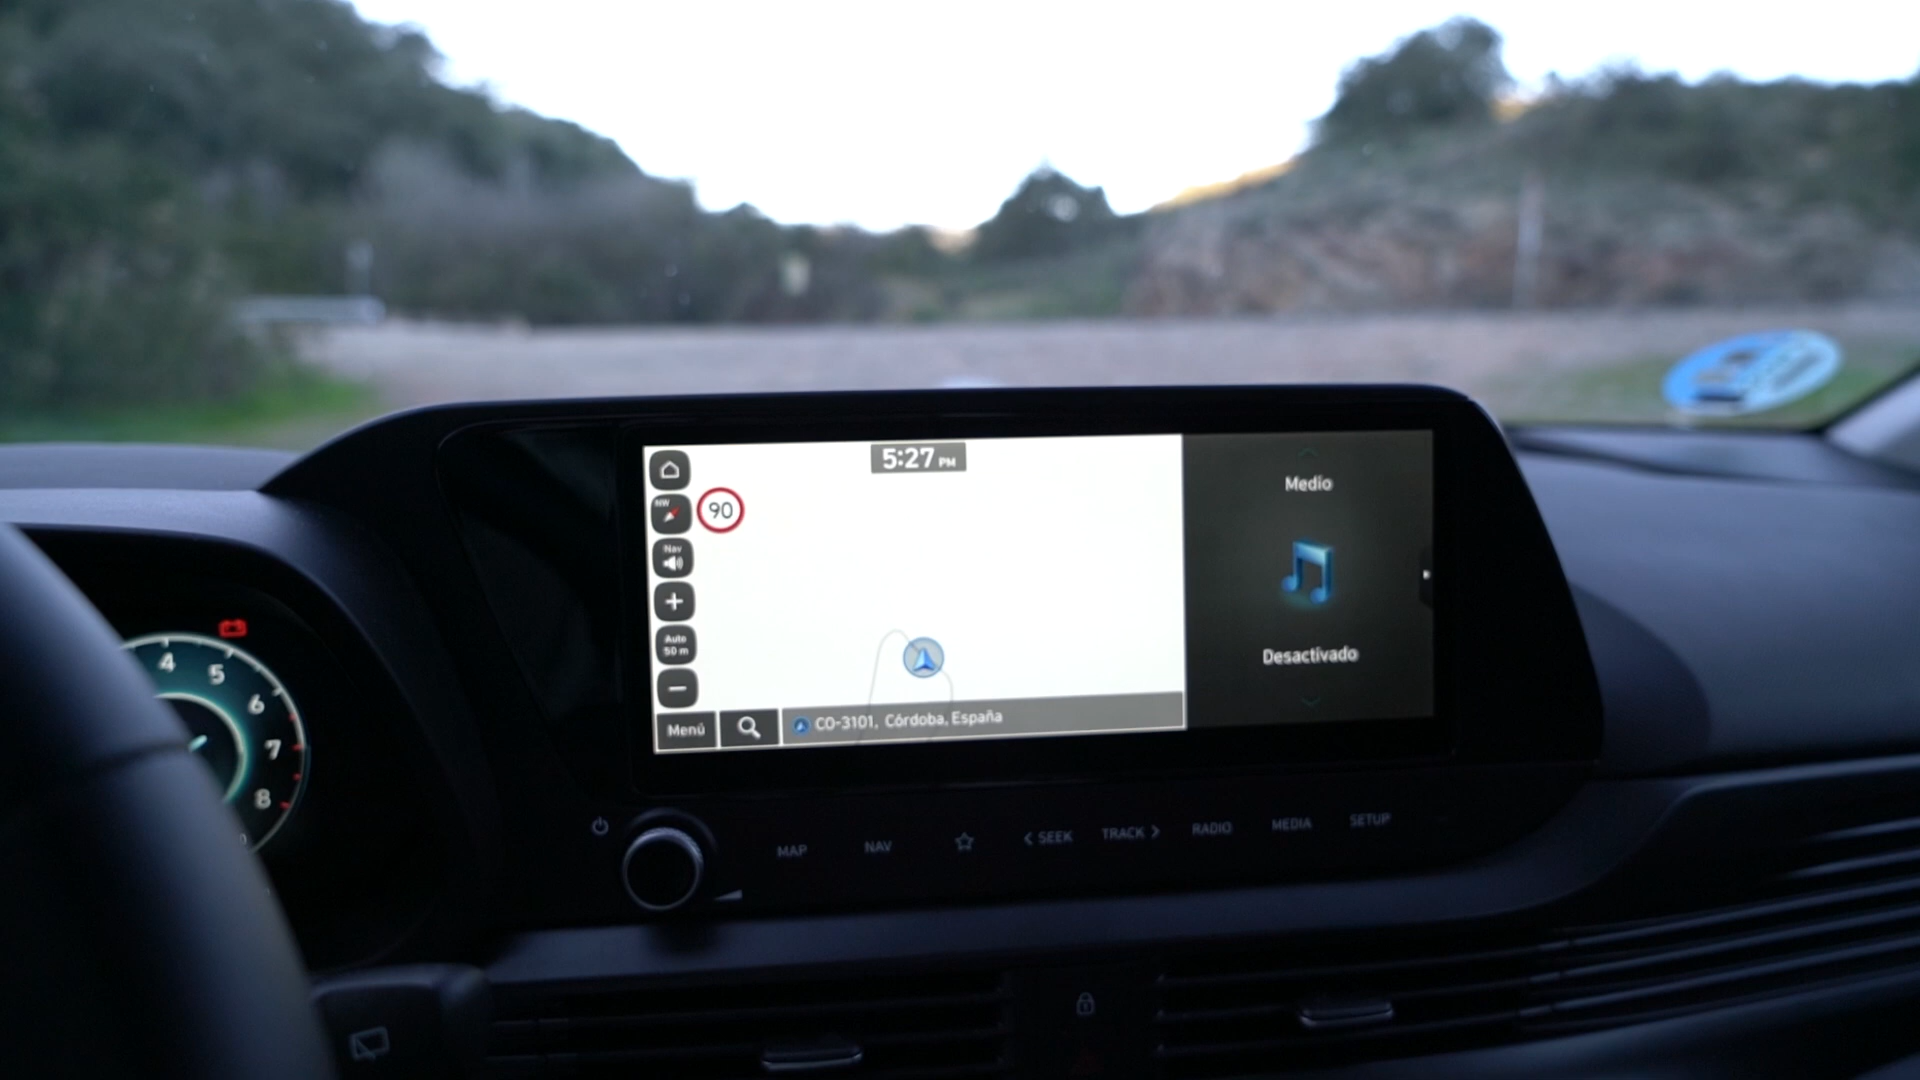 5:27 PM
NW
90
Nav
Auto
50 m
Menú
CO-3101, Córdoba, España
Medio
Desactivado
4
5
6
7
8
MAP
NAV
SEEK
TRACK
RADIO
MEDIA
SETUP